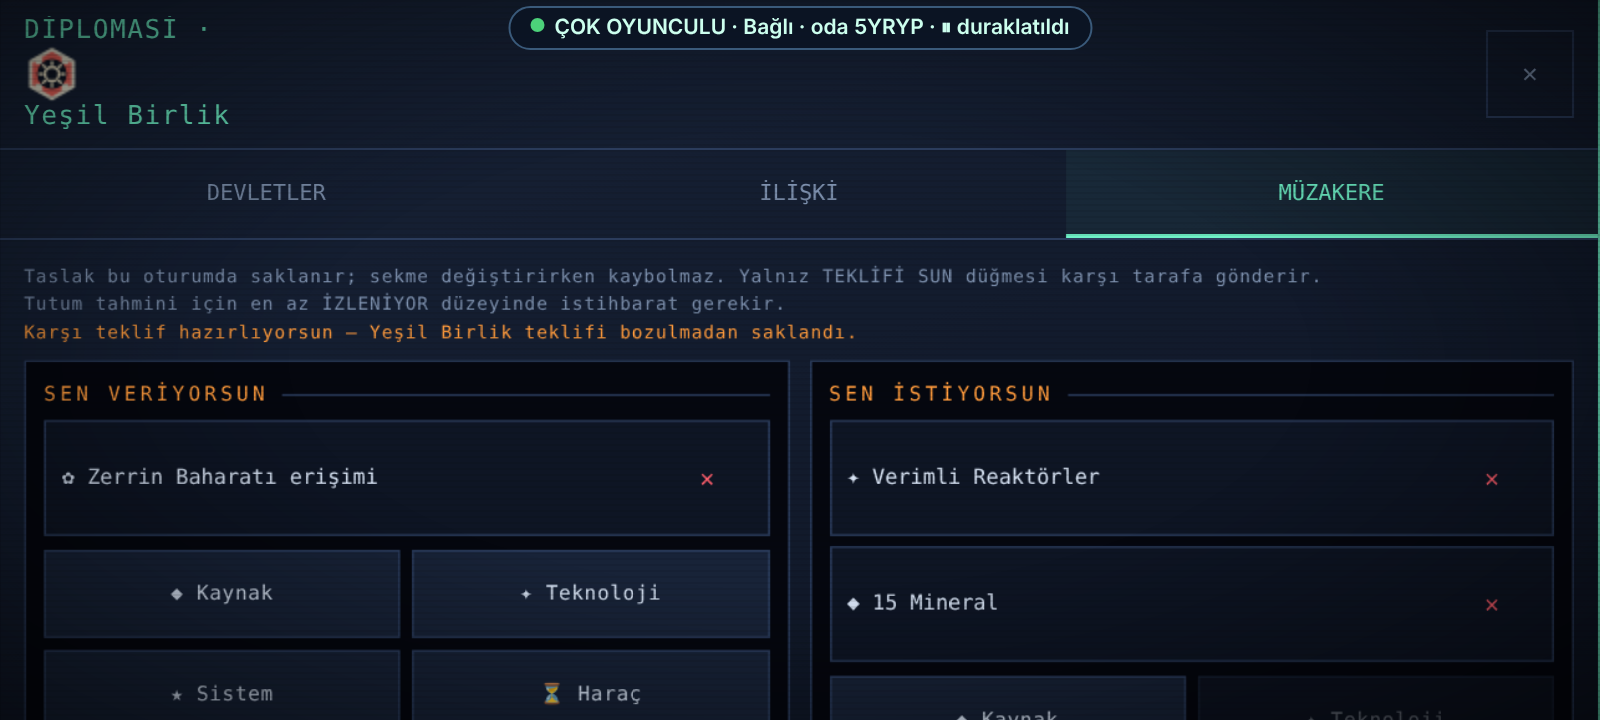 DİPLOMASİ ·
ÇOK OYUNCULU · Bağlı · oda 5YRYP · ⏸ duraklatıldı
×
Yeşil Birlik
DEVLETLER
İLİŞKİ
MÜZAKERE
Taslak bu oturumda saklanır; sekme değiştirirken kaybolmaz. Yalnız TEKLİFİ SUN düğmesi karşı tarafa gönderir.
Tutum tahmini için en az İZLENİYOR düzeyinde istihbarat gerekir.
Karşı teklif hazırlıyorsun — Yeşil Birlik teklifi bozulmadan saklandı.
SEN VERİYORSUN
✿ Zerrin Baharatı erişimi ×
◆ Kaynak
✦ Teknoloji
★ Sistem
⏳ Haraç
SEN İSTİYORSUN
✦ Verimli Reaktörler ×
◆ 15 Mineral ×
◆ Kaynak
✦ Teknoloji